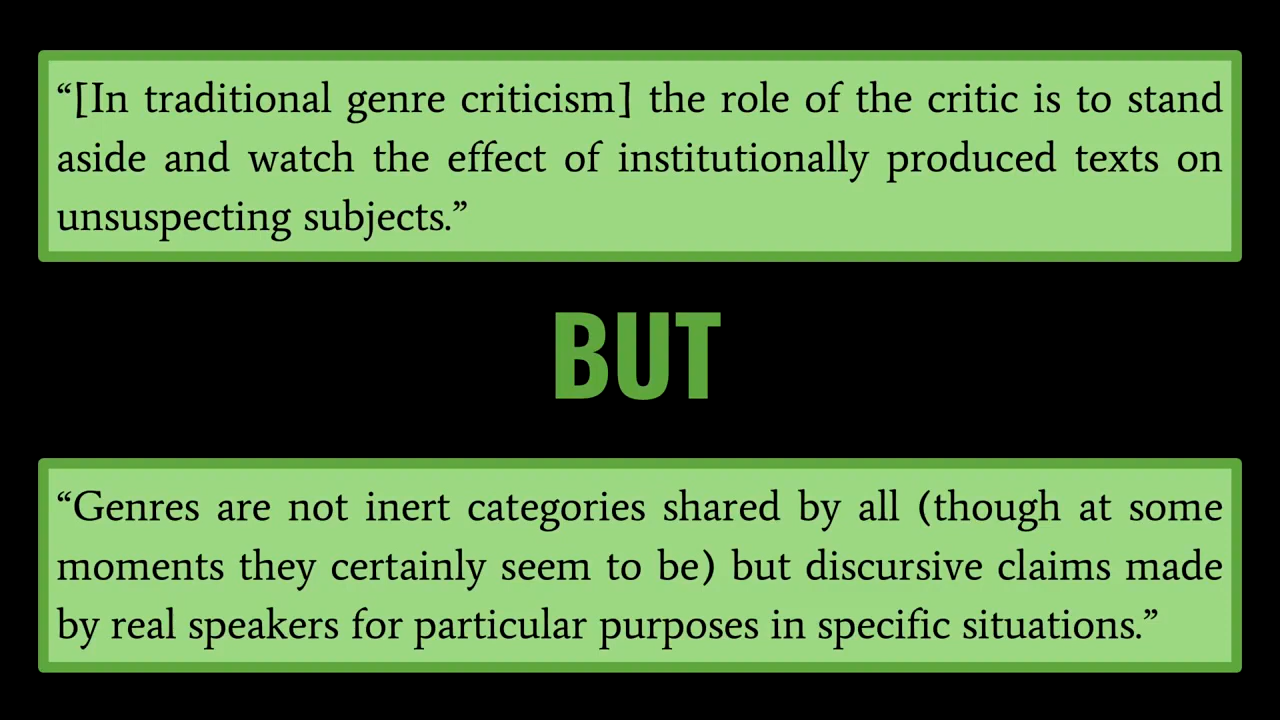 “[In traditional genre criticism] the role of the critic is to stand
aside and watch the effect of institutionally produced texts on
unsuspecting subjects.”
BUT
“Genres are not inert categories shared by all (though at some
moments they certainly seem to be) but discursive claims made
by real speakers for particular purposes in specific situations.”